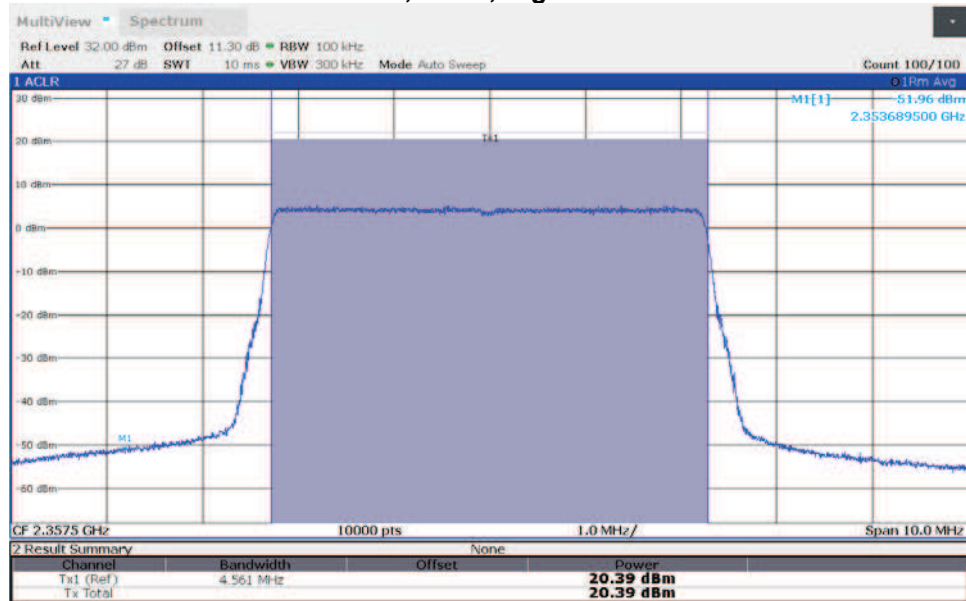 MultiView Spectrum
Ref Level 32.00 dBm Offset 11.30 dB RBW 100 kHz
Att 27 dB SWT 10 ms VBW 300 kHz Mode Auto Sweep Count 100/100
1 ACLR 1Rm Avg
30 dBm M1[1] -51.96 dBm
2.353689500 GHz
20 dBm TX1
10 dBm
0 dBm
-10 dBm
-20 dBm
-30 dBm
-40 dBm
-50 dBm M1
-60 dBm
CF 2.3575 GHz 10000 pts 1.0 MHz/ Span 10.0 MHz
2 Result Summary None
Channel Bandwidth Offset Power
Tx1 (Ref) 4.561 MHz 20.39 dBm
Tx Total 20.39 dBm